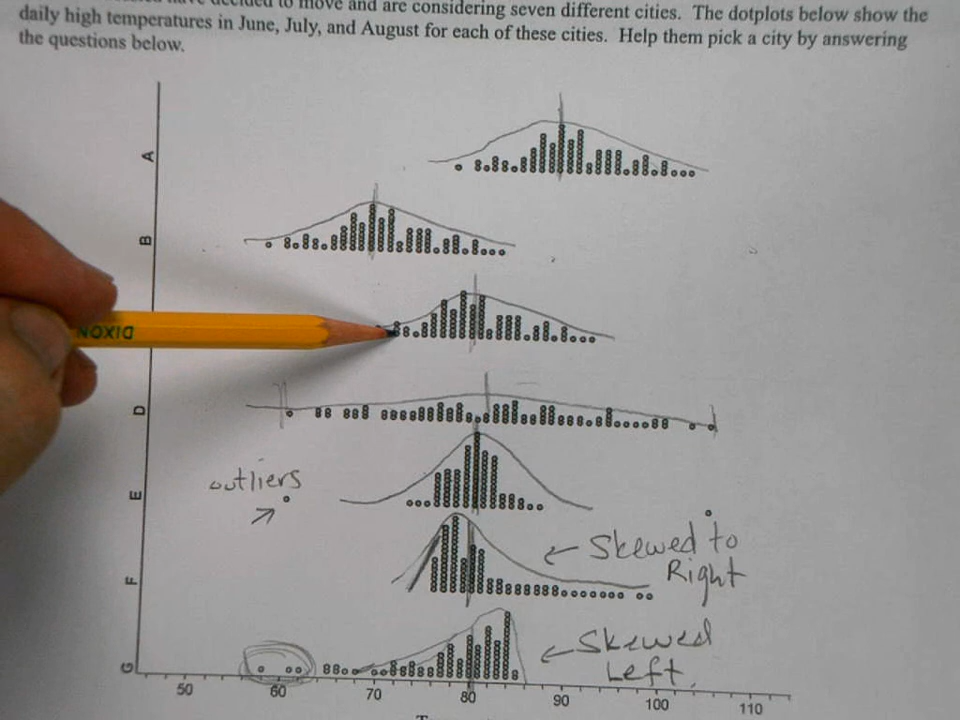 have decided to move and are considering seven different cities. The dotplots below show the
daily high temperatures in June, July, and August for each of these cities. Help them pick a city by answering
the questions below.
A
B
D
E
F
G
outliers
Skewed to
Right
Skewed
Left.
DIXON
50
60
70
80
90
100
110